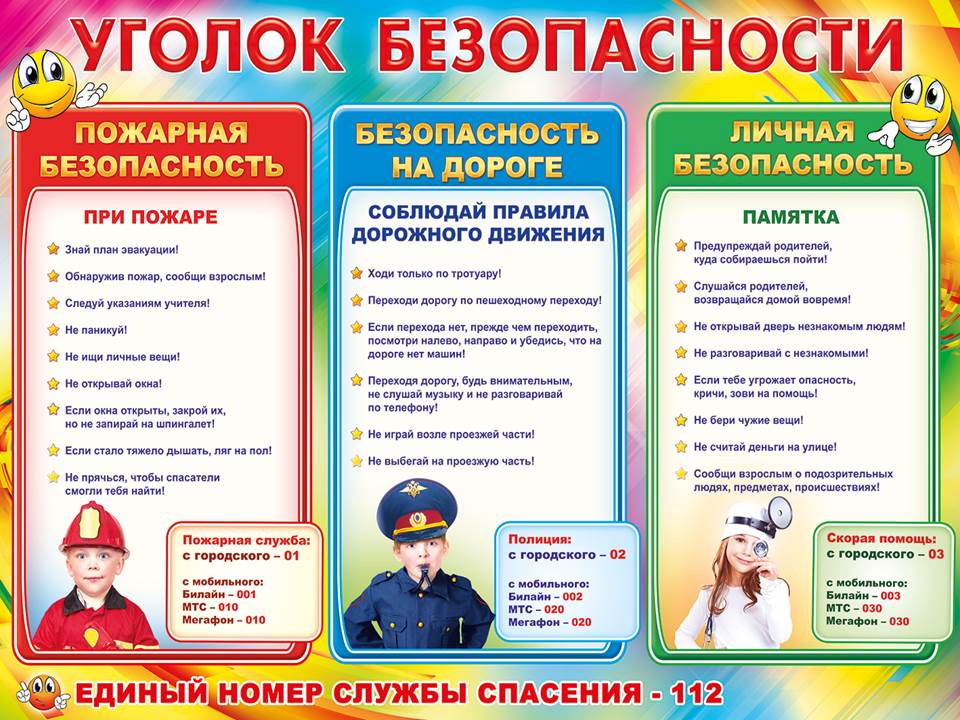 УГОЛОК БЕЗОПАСНОСТИ
ПОЖАРНАЯ
БЕЗОПАСНОСТЬ
ПРИ ПОЖАРЕ
Знай план эвакуации!
Обнаружив пожар, сообщи взрослым!
Следуй указаниям учителя!
Не паникуй!
Не ищи личные вещи!
Не открывай окна!
Если окна открыты, закрой их,
но не запирай на шпингалет!
Если стало тяжело дышать, ляг на пол!
Не прячься, чтобы спасатели
смогли тебя найти!
Пожарная служба:
с городского – 01
с мобильного:
Билайн – 001
МТС – 010
Мегафон – 010
БЕЗОПАСНОСТЬ
НА ДОРОГЕ
СОБЛЮДАЙ ПРАВИЛА
ДОРОЖНОГО ДВИЖЕНИЯ
Ходи только по тротуару!
Переходи дорогу по пешеходному переходу!
Если перехода нет, прежде чем переходить,
посмотри налево, направо и убедись, что на
дороге нет машин!
Переходя дорогу, будь внимательным,
не слушай музыку и не разговаривай
по телефону!
Не играй возле проезжей части!
Не выбегай на проезжую часть!
Полиция:
с городского – 02
с мобильного:
Билайн – 002
МТС – 020
Мегафон – 020
ЛИЧНАЯ
БЕЗОПАСНОСТЬ
ПАМЯТКА
Предупреждай родителей,
куда собираешься пойти!
Слушайся родителей,
возвращайся домой вовремя!
Не открывай дверь незнакомым людям!
Не разговаривай с незнакомыми!
Если тебе угрожает опасность,
кричи, зови на помощь!
Не бери чужие вещи!
Не считай деньги на улице!
Сообщи взрослым о подозрительных
людях, предметах, происшествиях!
Скорая помощь:
с городского – 03
с мобильного:
Билайн – 003
МТС – 030
Мегафон – 030
ЕДИНЫЙ НОМЕР СЛУЖБЫ СПАСЕНИЯ - 112